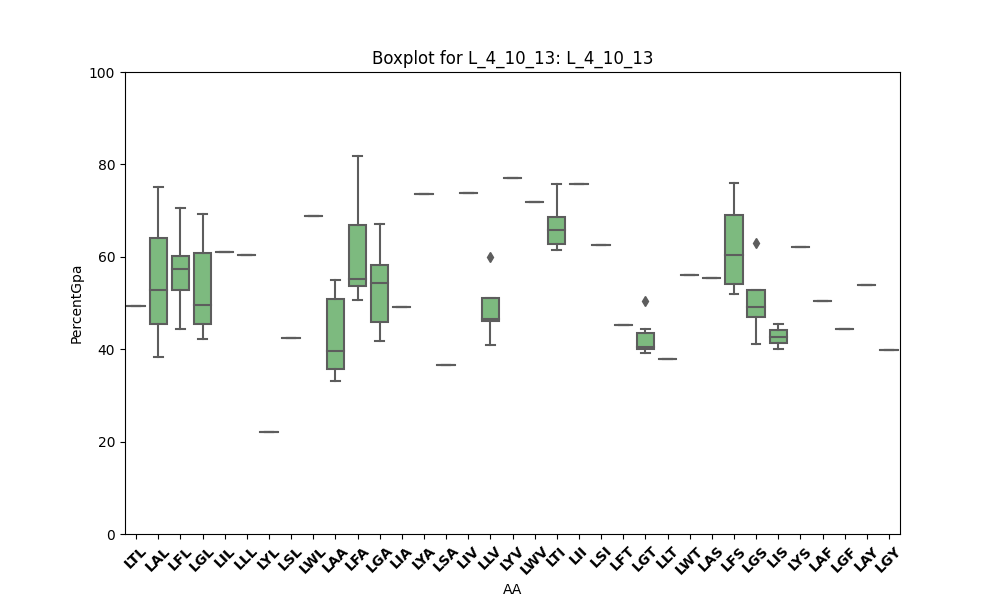 Boxplot for L_4_10_13: L_4_10_13
PercentGpa
100
80
60
40
20
0
LTL LAL LFL LGL LIL LLL LYL LSL LWL LAA LFA LGA LIA LYA LSA LIV LLV LYV LWV LTI LII LSI LFT LGT LLT LWT LAS LFS LGS LIS LYS LAF LGF LAY LGY
AA